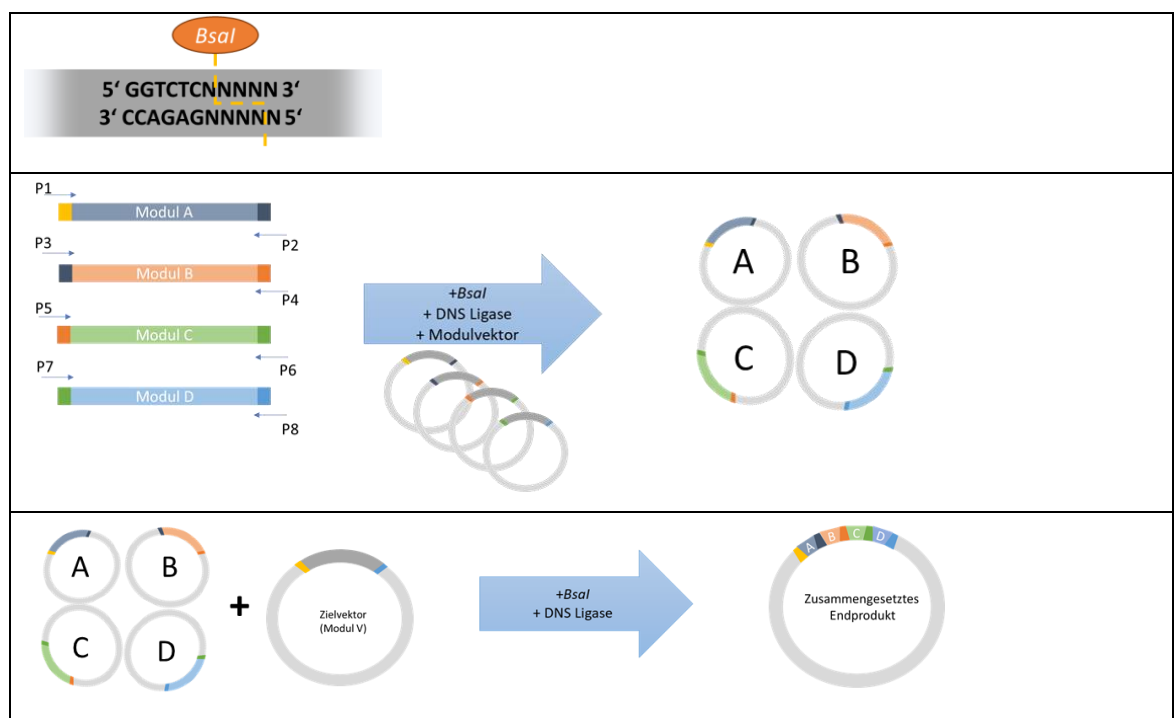 BsaI
5‘ GGTCTCNNNNN 3‘
3‘ CCAGAGNNNNN 5‘
P1
Modul A
P2
P3
Modul B
P4
P5
Modul C
P6
P7
Modul D
P8
+BsaI
+ DNS Ligase
+ Modulvektor
A
B
C
D
A
B
C
D
+
Zielvektor
(Modul V)
+BsaI
+ DNS Ligase
A B C D
Zusammengesetztes
Endprodukt